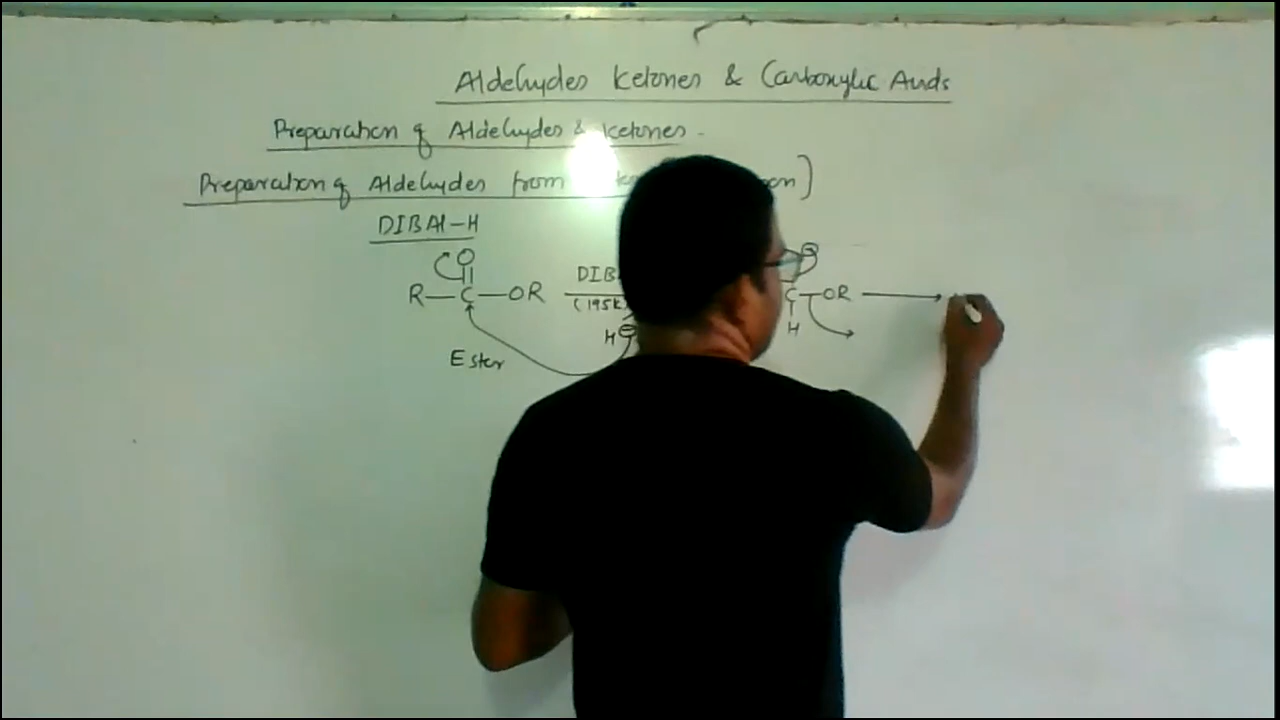 Aldehydes Ketones & Carboxylic Acids
Preparation of Aldehydes & Ketones -
Preparation of Aldehydes from
DIBAl-H
O
R—C—OR DIB C—OR
(195K
H
H
Ester